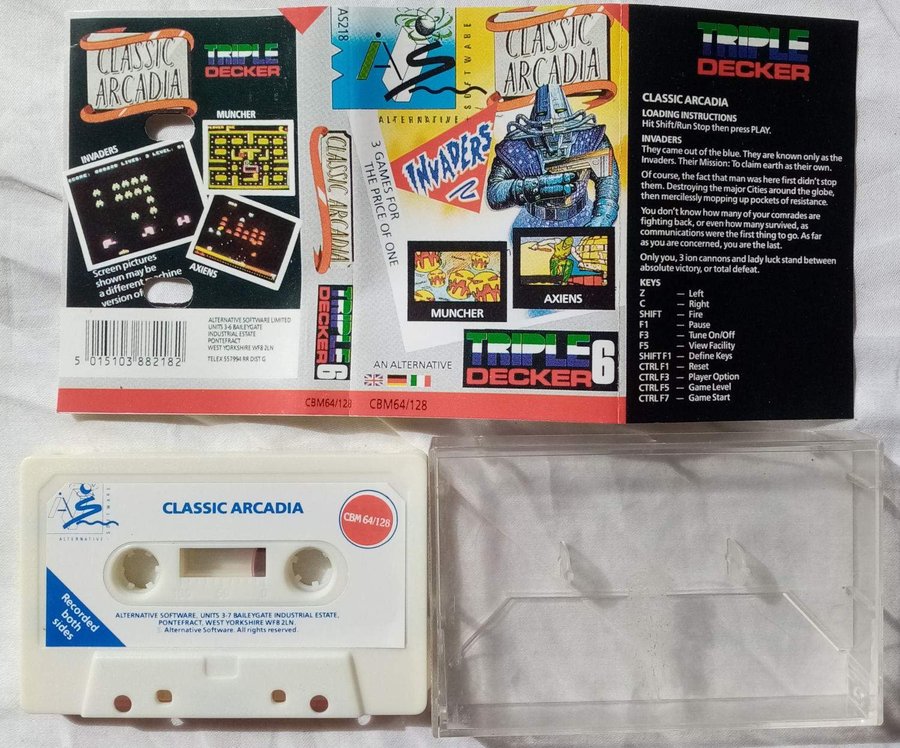 CLASSIC
ARCADIA
TRIPLE
DECKER
MUNCHER
INVADERS
AXIENS
Screen pictures
shown may be
a different machine
version of
5 015103 882182
ALTERNATIVE SOFTWARE LIMITED
UNITS 3-6 BAILEYGATE
INDUSTRIAL ESTATE
PONTEFRACT
WEST YORKSHIRE WF8 2LN
TELEX 557994 RR DIST G
CLASSIC ARCADIA
TRIPLE
DECKER 6
CBM64/128
AS218
ALTERNATIVE SOFTWARE
CLASSIC
ARCADIA
INVADERS
2
3 GAMES FOR
THE PRICE OF ONE
MUNCHER
AXIENS
AN ALTERNATIVE
TRIPLE
DECKER 6
CBM64/128
TRIPLE
DECKER
CLASSIC ARCADIA
LOADING INSTRUCTIONS
Hit Shift/Run Stop then press PLAY.
INVADERS
They came out of the blue. They are known only as the
Invaders. Their Mission: To claim earth as their own.
Of course, the fact that man was here first didn't stop
them. Destroying the major Cities around the globe,
then mercilessly mopping up pockets of resistance.
You don't know how many of your comrades are
fighting back, or even how many survived, as
communications were the first thing to go. As far
as you are concerned, you are the last.
Only you, 3 ion cannons and lady luck stand between
absolute victory, or total defeat.
KEYS
Z — Left
C — Right
SHIFT — Fire
F1 — Pause
F3 — Tune On/Off
F5 — View Facility
SHIFT F1 — Define Keys
CTRL F1 — Reset
CTRL F3 — Player Option
CTRL F5 — Game Level
CTRL F7 — Game Start
ALTERNATIVE SOFTWARE
CLASSIC ARCADIA
CBM 64/128
Recorded
both
sides
ALTERNATIVE SOFTWARE, UNITS 3-7 BAILEYGATE INDUSTRIAL ESTATE,
PONTEFRACT, WEST YORKSHIRE WF8 2LN.
Alternative Software. All rights reserved.